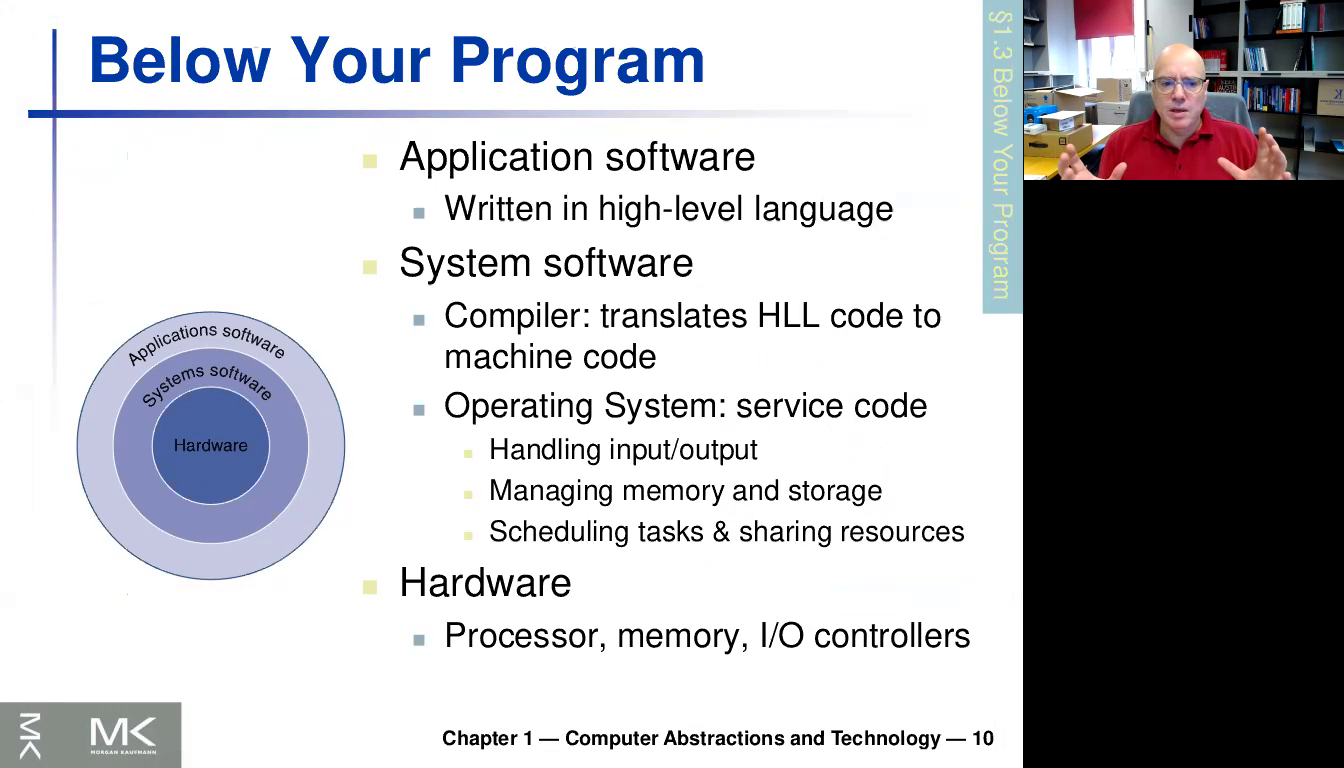 Below Your Program
§1.3 Below Your Program
Application software
Written in high-level language
System software
Compiler: translates HLL code to
machine code
Operating System: service code
Handling input/output
Managing memory and storage
Scheduling tasks & sharing resources
Hardware
Processor, memory, I/O controllers
Applications software
Systems software
Hardware
MK
MK
MORGAN KAUFMANN
Chapter 1 — Computer Abstractions and Technology — 10